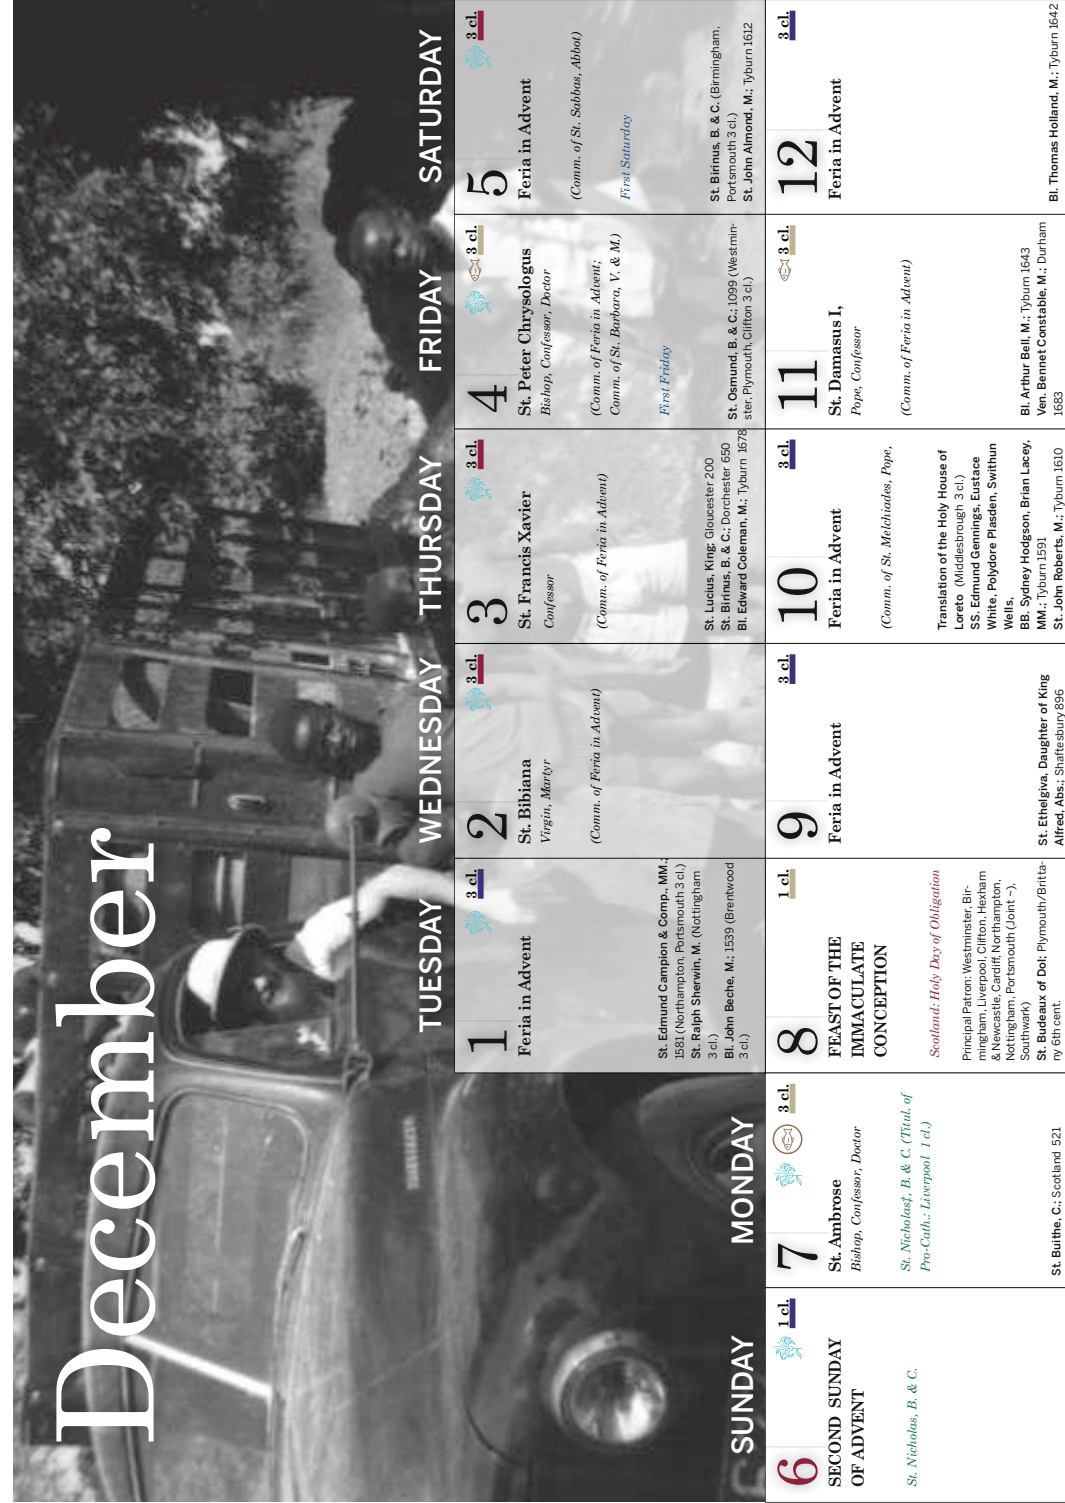 December
SUNDAY
MONDAY
TUESDAY
WEDNESDAY
THURSDAY
FRIDAY
SATURDAY
1
3 cl.
Feria in Advent
St. Edmund Campion & Comp., MM.;
1581 (Northampton, Portsmouth 3 cl.)
St. Ralph Sherwin, M. (Nottingham
3 cl.)
Bl. John Beche, M.; 1539 (Brentwood
3 cl.)
2
3 cl.
St. Bibiana
Virgin, Martyr
(Comm. of Feria in Advent)
3
3 cl.
St. Francis Xavier
Confessor
(Comm. of Feria in Advent)
St. Lucius, King; Gloucester 200
St. Birinus, B. & C.; Dorchester 650
Bl. Edward Coleman, M.; Tyburn 1678
4
3 cl.
St. Peter Chrysologus
Bishop, Confessor, Doctor
(Comm. of Feria in Advent;
Comm. of St. Barbara, V. & M.)
First Friday
St. Osmund, B. & C.; 1099 (Westmin-
ster, Plymouth, Clifton 3 cl.)
5
3 cl.
Feria in Advent
(Comm. of St. Sabbas, Abbot)
First Saturday
St. Birinus, B. & C. (Birmingham,
Portsmouth 3 cl.)
St. John Almond, M.; Tyburn 1612
6
1 cl.
SECOND SUNDAY
OF ADVENT
St. Nicholas, B. & C.
7
3 cl.
St. Ambrose
Bishop, Confessor, Doctor
St. Nicholas‡, B. & C. (Titul. of
Pro-Cath.: Liverpool 1 cl.)
St. Buithe, C.; Scotland 521
8
1 cl.
FEAST OF THE
IMMACULATE
CONCEPTION
Scotland: Holy Day of Obligation
Principal Patron: Westminster, Bir-
mingham, Liverpool, Clifton, Hexham
& Newcastle, Cardiff, Northampton,
Nottingham, Portsmouth (Joint ~),
Southwark)
St. Budeaux of Dol; Plymouth/Britta-
ny 6th cent.
9
3 cl.
Feria in Advent
St. Ethelgiva, Daughter of King
Alfred, Abs.; Shaftesbury 896
10
3 cl.
Feria in Advent
(Comm. of St. Melchiades, Pope,
Translation of the Holy House of
Loreto (Middlesbrough 3 cl.)
SS. Edmund Gennings, Eustace
White, Polydore Plasden, Swithun
Wells,
BB. Sydney Hodgson, Brian Lacey,
MM.; Tyburn 1591
St. John Roberts, M.; Tyburn 1610
11
3 cl.
St. Damasus I,
Pope, Confessor
(Comm. of Feria in Advent)
Bl. Arthur Bell, M.; Tyburn 1643
Ven. Bennet Constable, M.; Durham
1683
12
3 cl.
Feria in Advent
Bl. Thomas Holland, M.; Tyburn 1642